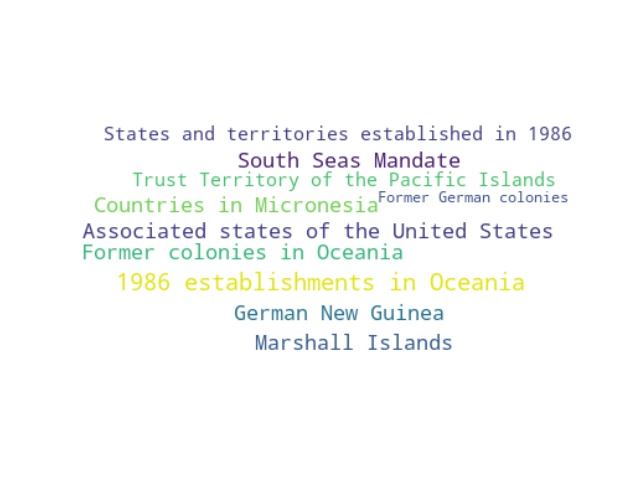 States and territories established in 1986
South Seas Mandate
Trust Territory of the Pacific Islands
Former German colonies
Countries in Micronesia
Associated states of the United States
Former colonies in Oceania
1986 establishments in Oceania
German New Guinea
Marshall Islands